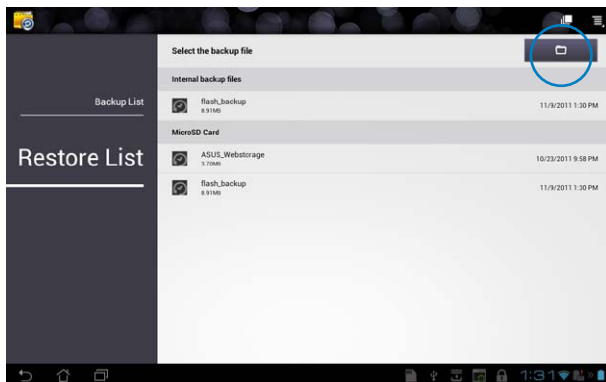 Select the backup file
Internal backup files
Backup List
flash_backup
8.91MB
11/9/2011 1:30 PM
MicroSD Card
Restore List
ASUS_Webstorage
3.70MB
10/23/2011 9:58 PM
flash_backup
8.91MB
11/9/2011 1:30 PM
1:31